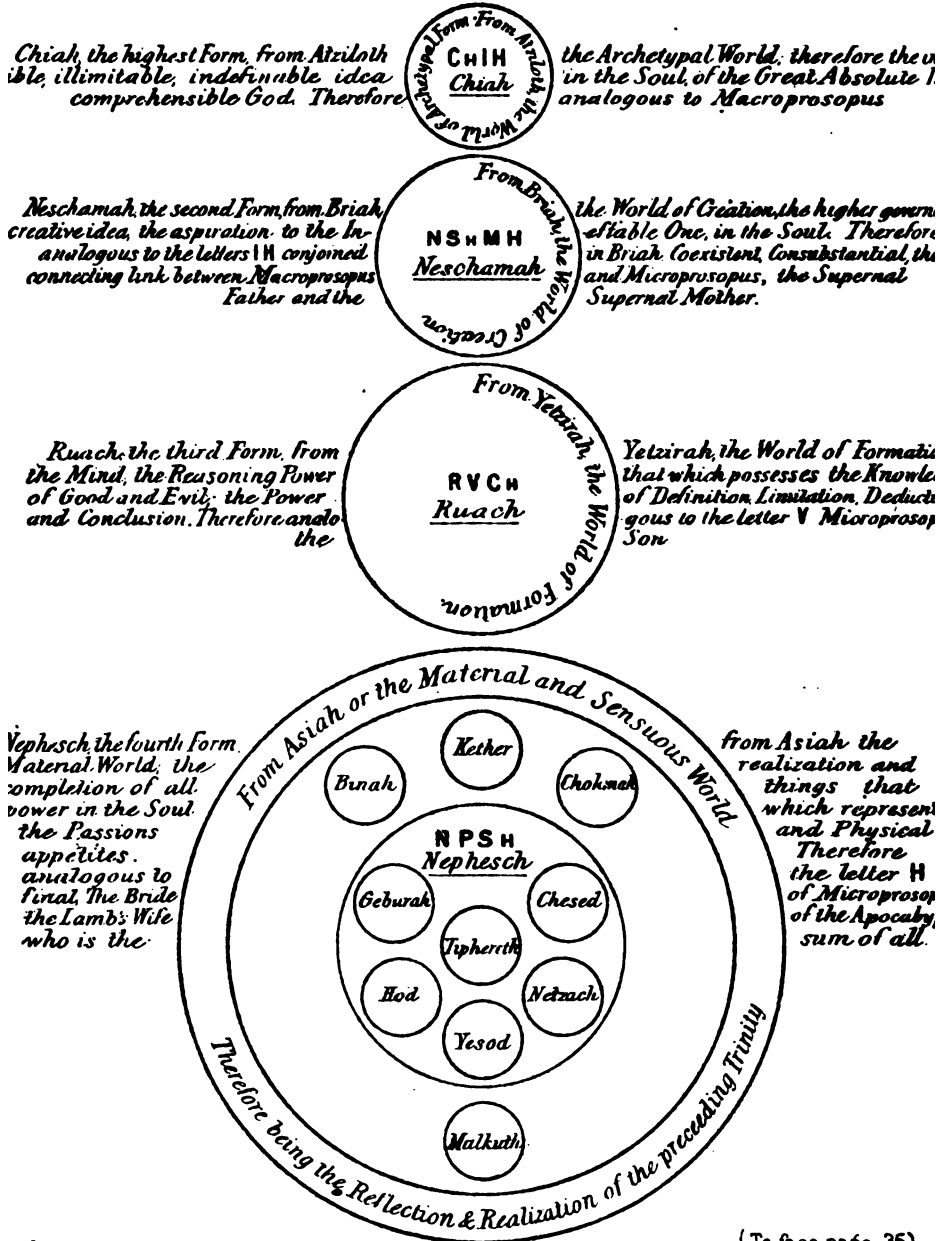 Chiah, the highest Form, from Atziloth the Archetypal World; therefore the
ible, illimitable, indefinable idea in the Soul, of the Great Absolute
comprehensible God. Therefore analogous to Macroprosopus
From Atziloth, the World of Archetypal Form.
CHIH
Chiah
Neschamah, the second Form, from Briah, the World of Creation, the higher govern
creative idea, the aspiration to the In- effable One, in the Soul. Therefore
analogous to the letters IH conjoined in Briah Coexistent, Consubstantial, the
connecting link between Macroprosopus and Microprosopus, the Supernal
Father and the Supernal Mother.
From Briah, the World of Creation.
NSHMH
Neschamah
Ruach, the third Form, from Yetzirah, the World of Formatio
the Mind, the Reasoning Power that which possesses the Knowle
of Good and Evil; the Power of Definition, Limitation, Deducti
and Conclusion. Therefore analo- gous to the letter V Microprosop
the Son
From Yetzirah, the World of Formation.
RVCH
Ruach
Nephesch, the fourth Form, from Asiah the
Material World; the realization and
completion of all things that
power in the Soul which represent
the Passions and Physical
appetites. Therefore
analogous to the letter H
final, The Bride of Microprosop
the Lamb's Wife of the Apocaly
who is the sum of all.
From Asiah or the Material and Sensuous World
Kether
Binah
Chokmah
NPSH
Nephesch
Geburah
Chesed
Tiphereth
Hod
Netzach
Yesod
Malkuth
Therefore being the Reflection & Realization of the preceeding Trinity
(To face page 35)